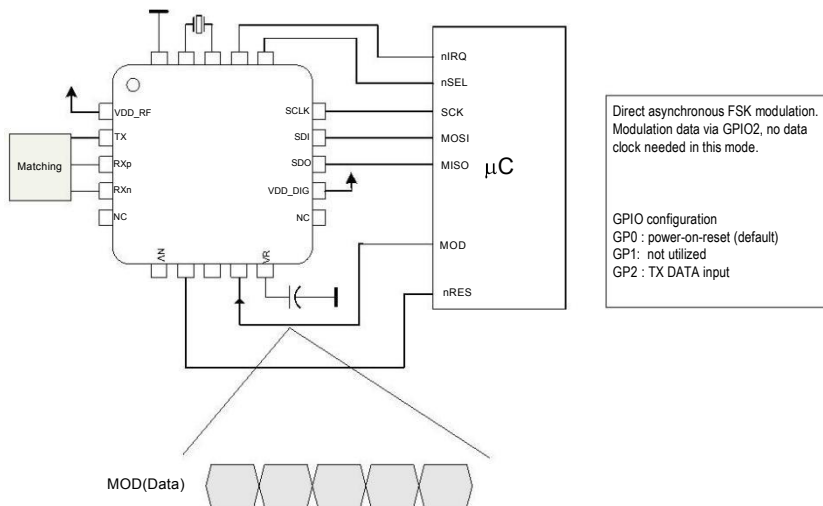 nIRQ
nSEL
SCK
MOSI
MISO
μC
MOD
nRES
VDD_RF
TX
RXp
RXn
NC
SCLK
SDI
SDO
VDD_DIG
NC
Matching
VR
Direct asynchronous FSK modulation.
Modulation data via GPIO2, no data
clock needed in this mode.
GPIO configuration
GP0 : power-on-reset (default)
GP1: not utilized
GP2 : TX DATA input
MOD(Data)